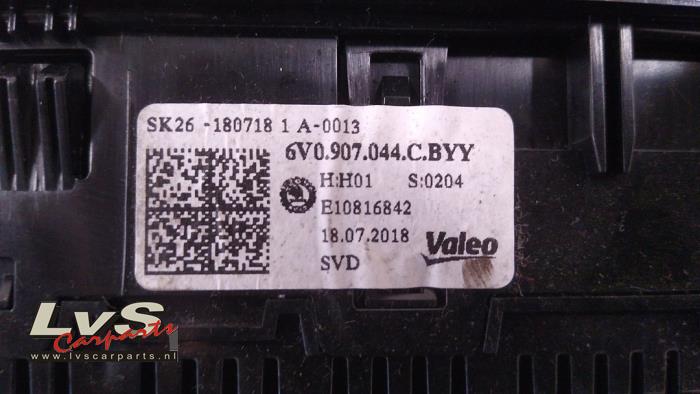 SK26 -180718 1 A-0013
6V0.907.044.C.BYY
H:H01 S:0204
E10816842
18.07.2018 Valeo
SVD
LvS
Carparts
www.lvscarparts.nl